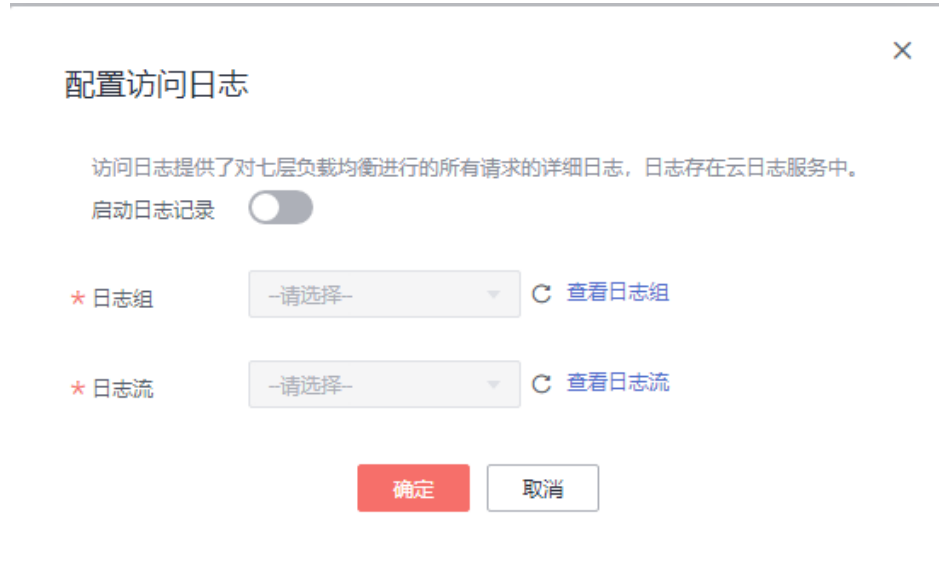 配置访问日志
访问日志提供了对七层负载均衡进行的所有请求的详细日志，日志存在云日志服务中。
启动日志记录
* 日志组 --请选择-- 查看日志组
* 日志流 --请选择-- 查看日志流
确定 取消